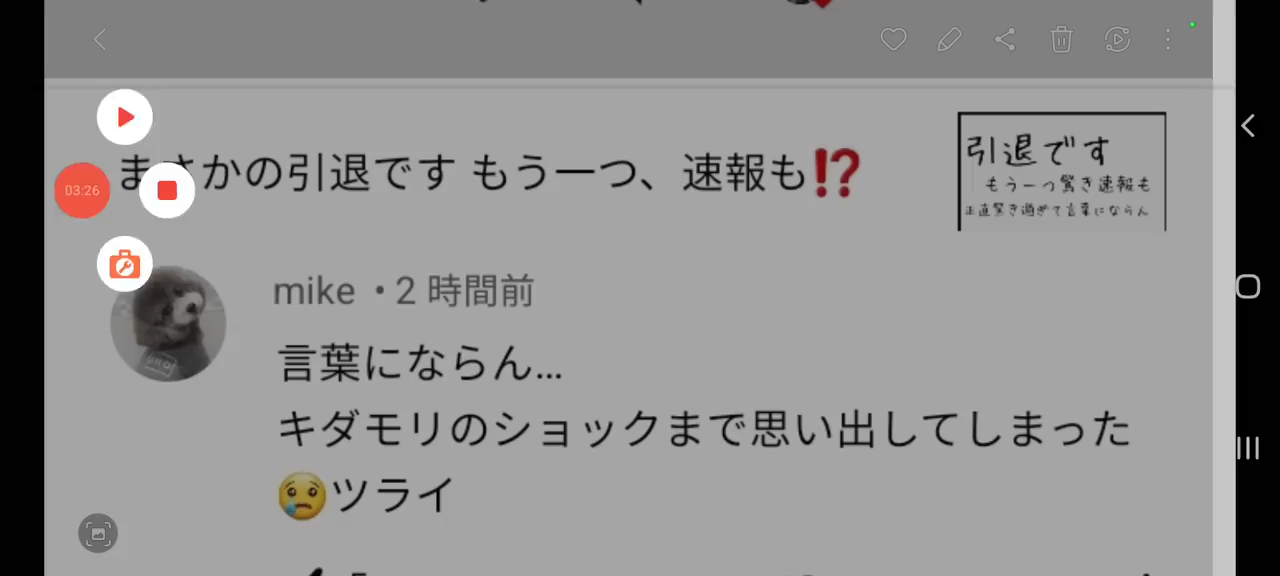 まさかの引退です もう一つ、速報も⁉️
引退です
もう一つ驚き速報も
正直驚き過ぎて言葉にならん
03:26
mike ・2 時間前
言葉にならん…
キダモリのショックまで思い出してしまった
😢ツライ